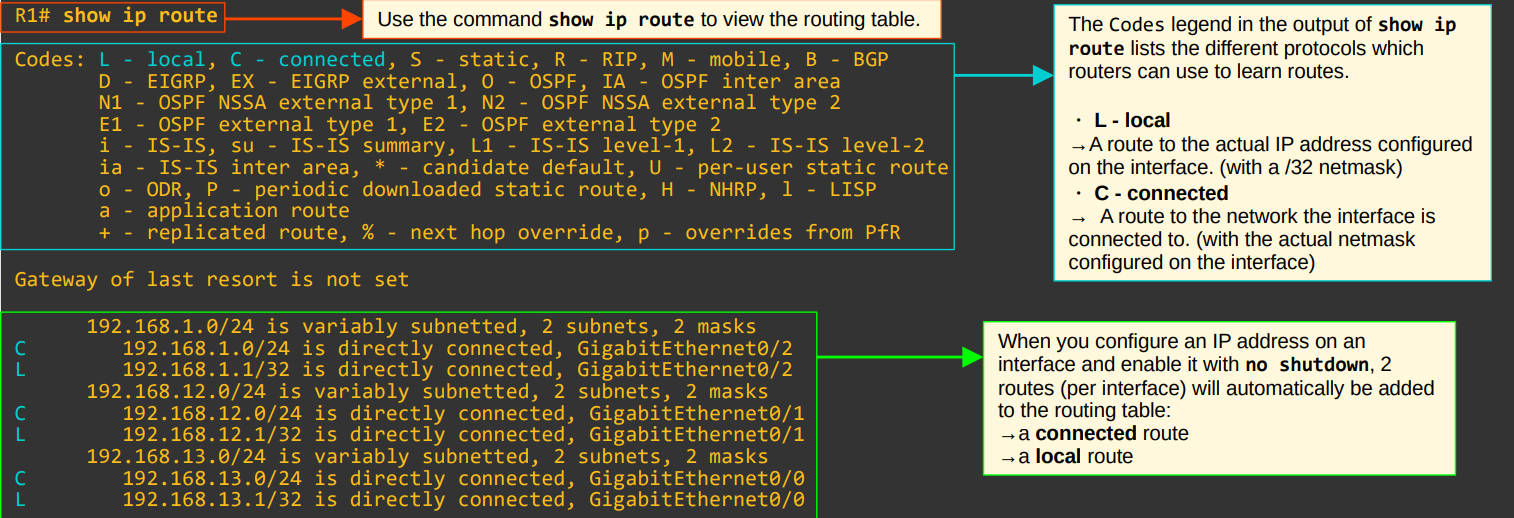 R1# show ip route
Use the command show ip route to view the routing table.
Codes: L - local, C - connected, S - static, R - RIP, M - mobile, B - BGP
D - EIGRP, EX - EIGRP external, O - OSPF, IA - OSPF inter area
N1 - OSPF NSSA external type 1, N2 - OSPF NSSA external type 2
E1 - OSPF external type 1, E2 - OSPF external type 2
i - IS-IS, su - IS-IS summary, L1 - IS-IS level-1, L2 - IS-IS level-2
ia - IS-IS inter area, * - candidate default, U - per-user static route
o - ODR, P - periodic downloaded static route, H - NHRP, l - LISP
a - application route
+ - replicated route, % - next hop override, p - overrides from PfR
The Codes legend in the output of show ip
route lists the different protocols which
routers can use to learn routes.
· L - local
→A route to the actual IP address configured
on the interface. (with a /32 netmask)
· C - connected
→ A route to the network the interface is
connected to. (with the actual netmask
configured on the interface)
Gateway of last resort is not set
192.168.1.0/24 is variably subnetted, 2 subnets, 2 masks
C 192.168.1.0/24 is directly connected, GigabitEthernet0/2
L 192.168.1.1/32 is directly connected, GigabitEthernet0/2
192.168.12.0/24 is variably subnetted, 2 subnets, 2 masks
C 192.168.12.0/24 is directly connected, GigabitEthernet0/1
L 192.168.12.1/32 is directly connected, GigabitEthernet0/1
192.168.13.0/24 is variably subnetted, 2 subnets, 2 masks
C 192.168.13.0/24 is directly connected, GigabitEthernet0/0
L 192.168.13.1/32 is directly connected, GigabitEthernet0/0
When you configure an IP address on an
interface and enable it with no shutdown, 2
routes (per interface) will automatically be added
to the routing table:
→a connected route
→a local route